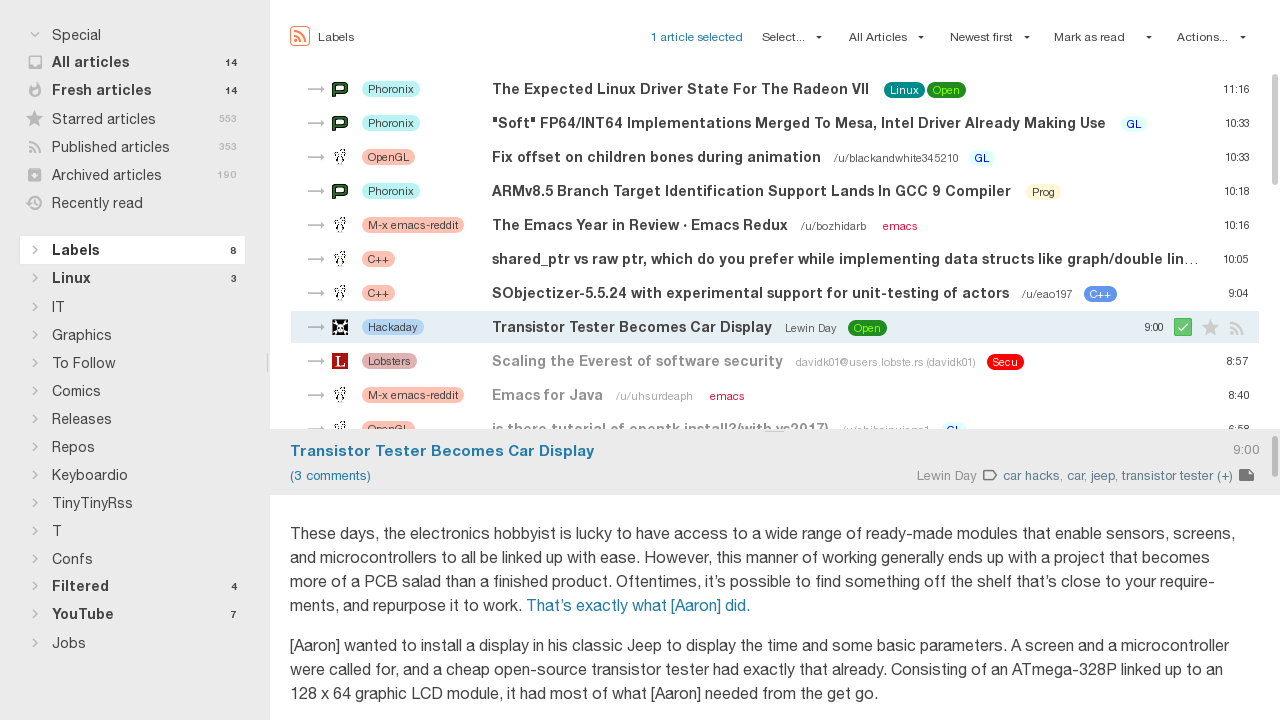 Special
All articles 14
Fresh articles 14
Starred articles 553
Published articles 353
Archived articles 190
Recently read
Labels 8
Linux 3
IT
Graphics
To Follow
Comics
Releases
Repos
Keyboardio
TinyTinyRss
T
Confs
Filtered 4
YouTube 7
Jobs
Labels 1 article selected Select... All Articles Newest first Mark as read Actions...
Phoronix The Expected Linux Driver State For The Radeon VII Linux Open 11:16
Phoronix "Soft" FP64/INT64 Implementations Merged To Mesa, Intel Driver Already Making Use GL 10:33
OpenGL Fix offset on children bones during animation /u/blackandwhite345210 GL 10:33
Phoronix ARMv8.5 Branch Target Identification Support Lands In GCC 9 Compiler Prog 10:18
M-x emacs-reddit The Emacs Year in Review · Emacs Redux /u/bozhidarb emacs 10:16
C++ shared_ptr vs raw ptr, which do you prefer while implementing data structs like graph/double lin... 10:05
C++ SObjectizer-5.5.24 with experimental support for unit-testing of actors /u/eao197 C++ 9:04
Hackaday Transistor Tester Becomes Car Display Lewin Day Open 9:00
L Lobsters Scaling the Everest of software security davidk01@users.lobste.rs (davidk01) Secu 8:57
M-x emacs-reddit Emacs for Java /u/uhsurdeaph emacs 8:40
OpenGL is there tutorial of opentk install?(with vs2017) GL 6:58
Transistor Tester Becomes Car Display 9:00
(3 comments) Lewin Day car hacks, car, jeep, transistor tester (+)
These days, the electronics hobbyist is lucky to have access to a wide range of ready-made modules that enable sensors, screens,
and microcontrollers to all be linked up with ease. However, this manner of working generally ends up with a project that becomes
more of a PCB salad than a finished product. Oftentimes, it’s possible to find something off the shelf that’s close to your require-
ments, and repurpose it to work. That’s exactly what [Aaron] did.
[Aaron] wanted to install a display in his classic Jeep to display the time and some basic parameters. A screen and a microcontroller
were called for, and a cheap open-source transistor tester had exactly that already. Consisting of an ATmega-328P linked up to an
128 x 64 graphic LCD module, it had most of what [Aaron] needed from the get go.